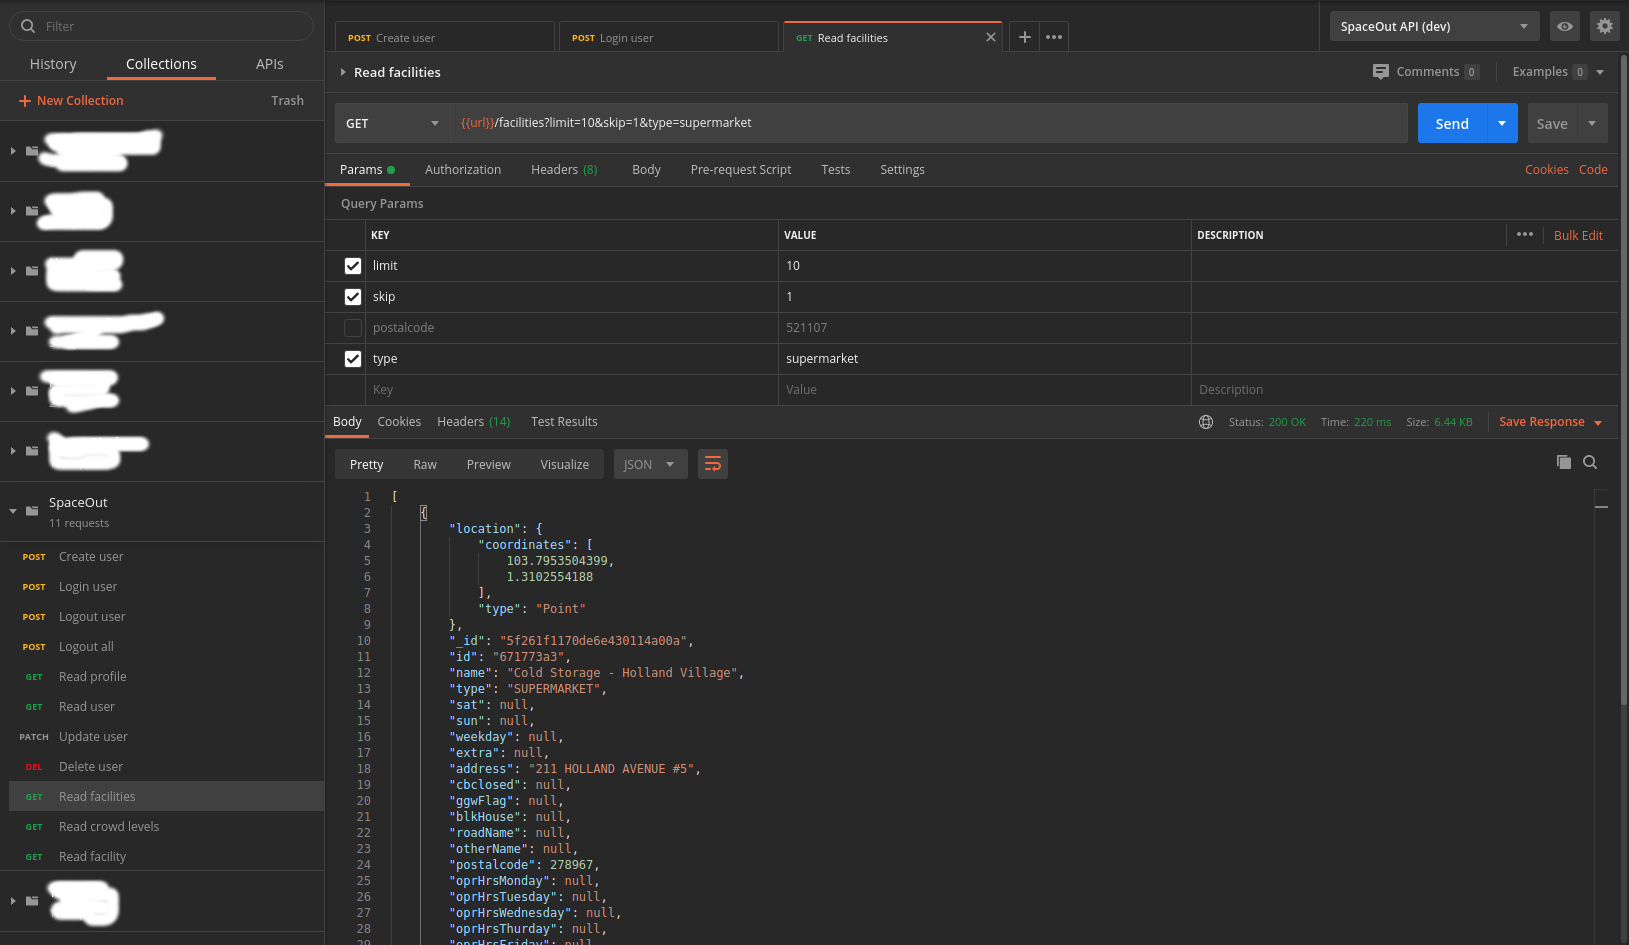 Filter
History Collections APIs
+ New Collection Trash
SpaceOut
11 requests
POST Create user
POST Login user
POST Logout user
POST Logout all
GET Read profile
GET Read user
PATCH Update user
DEL Delete user
GET Read facilities
GET Read crowd levels
GET Read facility
POST Create user POST Login user GET Read facilities
SpaceOut API (dev)
Read facilities Comments 0 Examples 0
GET {{url}}/facilities?limit=10&skip=1&type=supermarket Send Save
Params Authorization Headers (8) Body Pre-request Script Tests Settings Cookies Code
Query Params
KEY VALUE DESCRIPTION Bulk Edit
limit 10
skip 1
postalcode 521107
type supermarket
Key Value Description
Body Cookies Headers (14) Test Results Status: 200 OK Time: 220 ms Size: 6.44 KB Save Response
Pretty Raw Preview Visualize JSON
1 [
2 {
3 "location": {
4 "coordinates": [
5 103.7953504399,
6 1.3102554188
7 ],
8 "type": "Point"
9 },
10 "_id": "5f261f1170de6e430114a00a",
11 "id": "671773a3",
12 "name": "Cold Storage - Holland Village",
13 "type": "SUPERMARKET",
14 "sat": null,
15 "sun": null,
16 "weekday": null,
17 "extra": null,
18 "address": "211 HOLLAND AVENUE #5",
19 "cbclosed": null,
20 "ggwFlag": null,
21 "blkHouse": null,
22 "roadName": null,
23 "otherName": null,
24 "postalcode": 278967,
25 "oprHrsMonday": null,
26 "oprHrsTuesday": null,
27 "oprHrsWednesday": null,
28 "oprHrsThurday": null,
29 "oprHrsFriday": null,